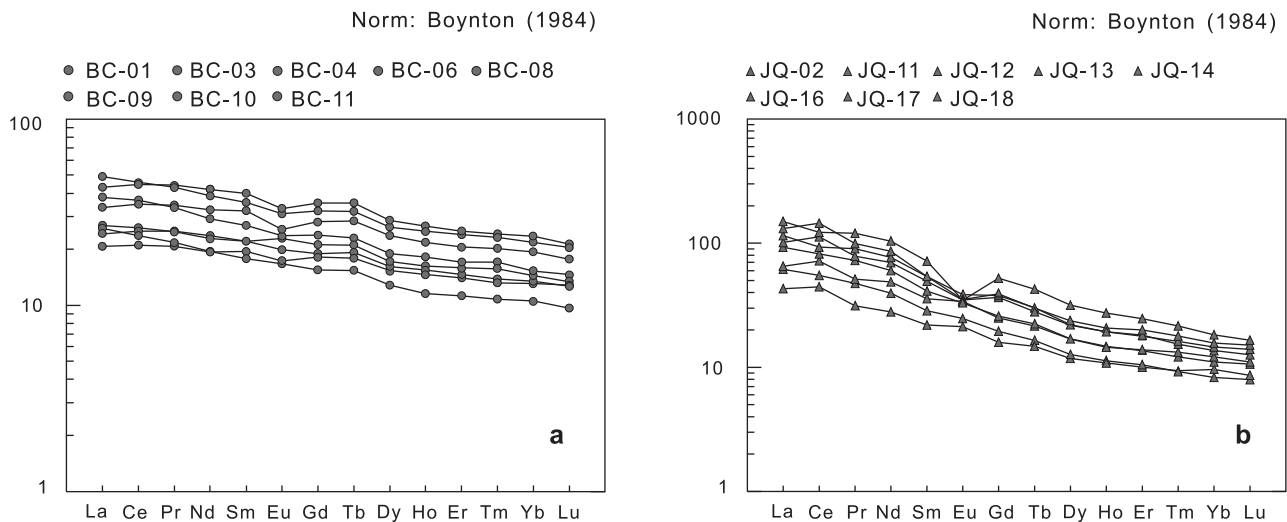 Norm: Boynton (1984)
BC-01 BC-03 BC-04 BC-06 BC-08
BC-09 BC-10 BC-11
100
10
1
a
La Ce Pr Nd Sm Eu Gd Tb Dy Ho Er Tm Yb Lu
Norm: Boynton (1984)
JQ-02 JQ-11 JQ-12 JQ-13 JQ-14
JQ-16 JQ-17 JQ-18
1000
100
10
1
b
La Ce Pr Nd Sm Eu Gd Tb Dy Ho Er Tm Yb Lu